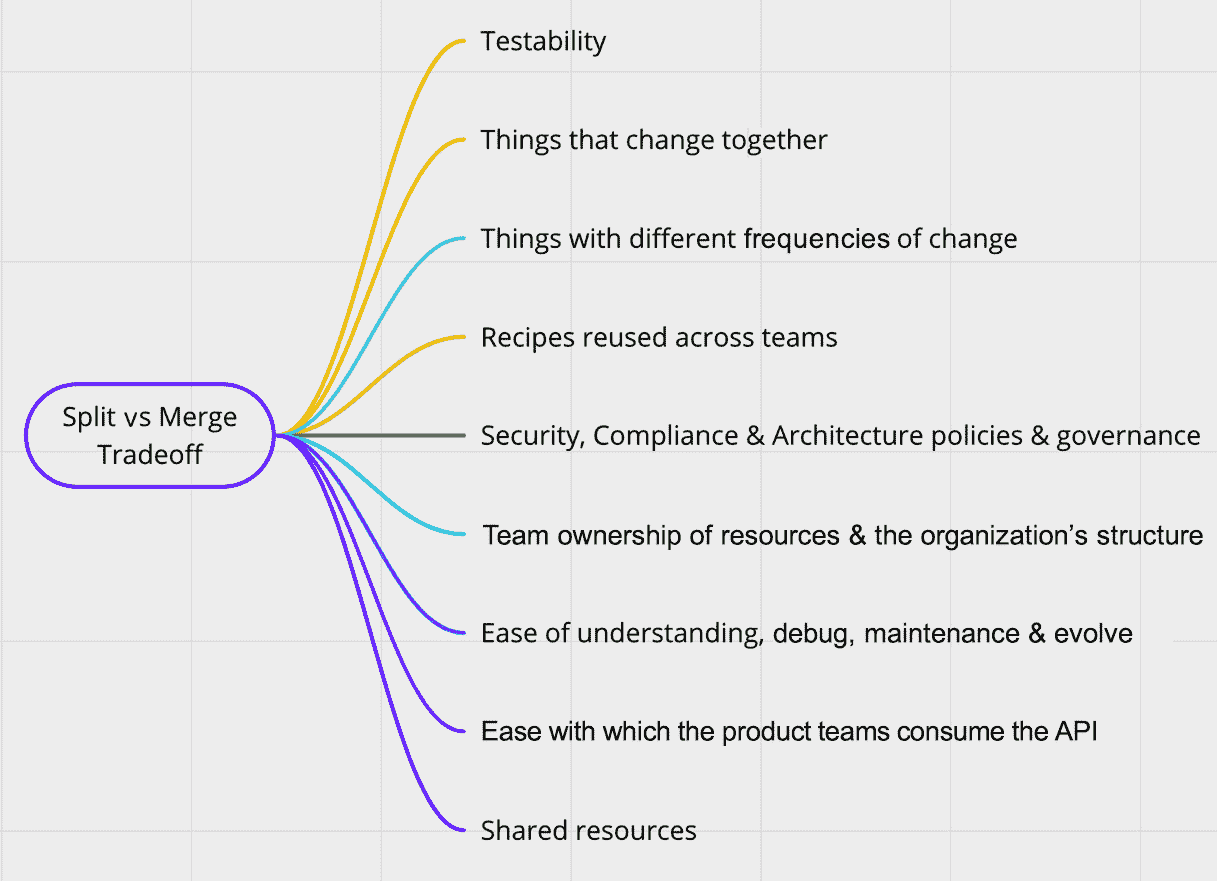 Testability
Things that change together
Things with different frequencies of change
Recipes reused across teams
Split vs Merge
Tradeoff
Security, Compliance & Architecture policies & governance
Team ownership of resources & the organization’s structure
Ease of understanding, debug, maintenance & evolve
Ease with which the product teams consume the API
Shared resources